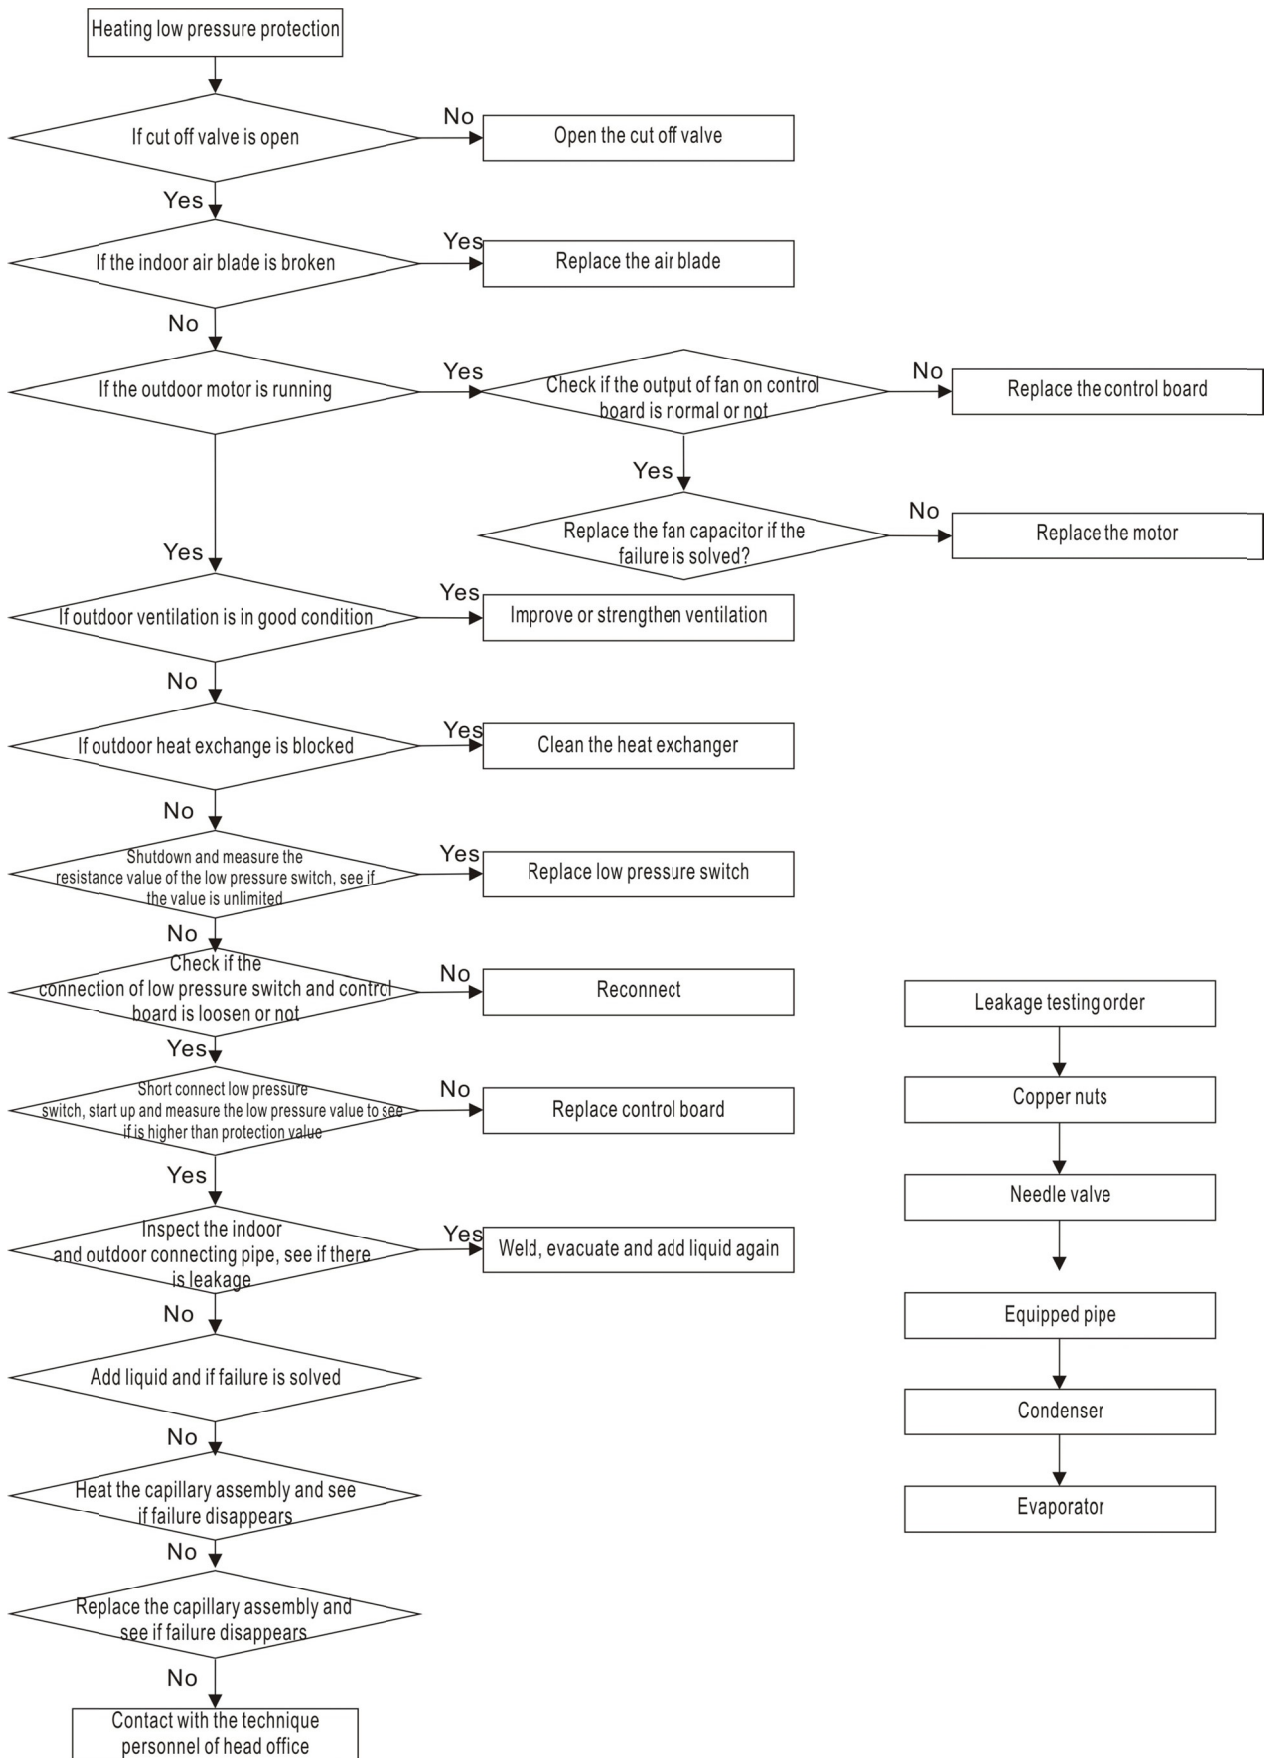 Heating low pressure protection
If cut off valve is open
No
Open the cut off valve
Yes
If the indoor air blade is broken
Yes
Replace the air blade
No
If the outdoor motor is running
Yes
Check if the output of fan on control
board is normal or not
No
Replace the control board
Yes
Replace the fan capacitor if the
failure is solved?
No
Replace the motor
Yes
If outdoor ventilation is in good condition
Yes
Improve or strengthen ventilation
No
If outdoor heat exchange is blocked
Yes
Clean the heat exchanger
No
Shutdown and measure the
resistance value of the low pressure switch, see if
the value is unlimited
Yes
Replace low pressure switch
No
Check if the
connection of low pressure switch and control
board is loosen or not
No
Reconnect
Yes
Short connect low pressure
switch, start up and measure the low pressure value to see
if is higher than protection value
No
Replace control board
Yes
Inspect the indoor
and outdoor connecting pipe, see if there
is leakage
Yes
Weld, evacuate and add liquid again
No
Add liquid and if failure is solved
No
Heat the capillary assembly and see
if failure disappears
No
Replace the capillary assembly and
see if failure disappears
No
Contact with the technique
personnel of head office
Leakage testing order
Copper nuts
Needle valve
Equipped pipe
Condenser
Evaporator